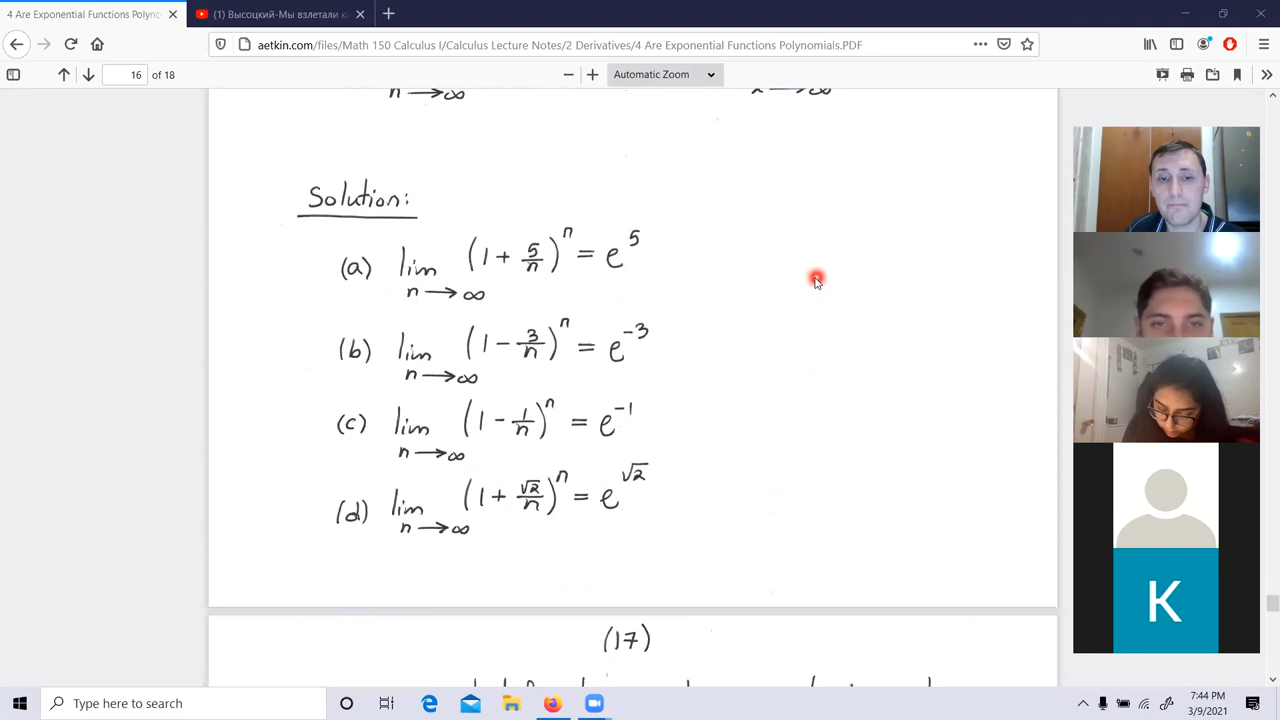 4 Are Exponential Functions Polyno
(1) Высоцкий-Мы взлетали ка
aetkin.com/files/Math 150 Calculus I/Calculus Lecture Notes/2 Derivatives/4 Are Exponential Functions Polynomials.PDF
16 of 18
Automatic Zoom
n→∞
Solution:
(a) lim n→∞ (1 + 5/n)^n = e^5
(b) lim n→∞ (1 - 3/n)^n = e^-3
(c) lim n→∞ (1 - 1/n)^n = e^-1
(d) lim n→∞ (1 + √2/n)^n = e^√2
(17)
K
Type here to search
7:44 PM
3/9/2021